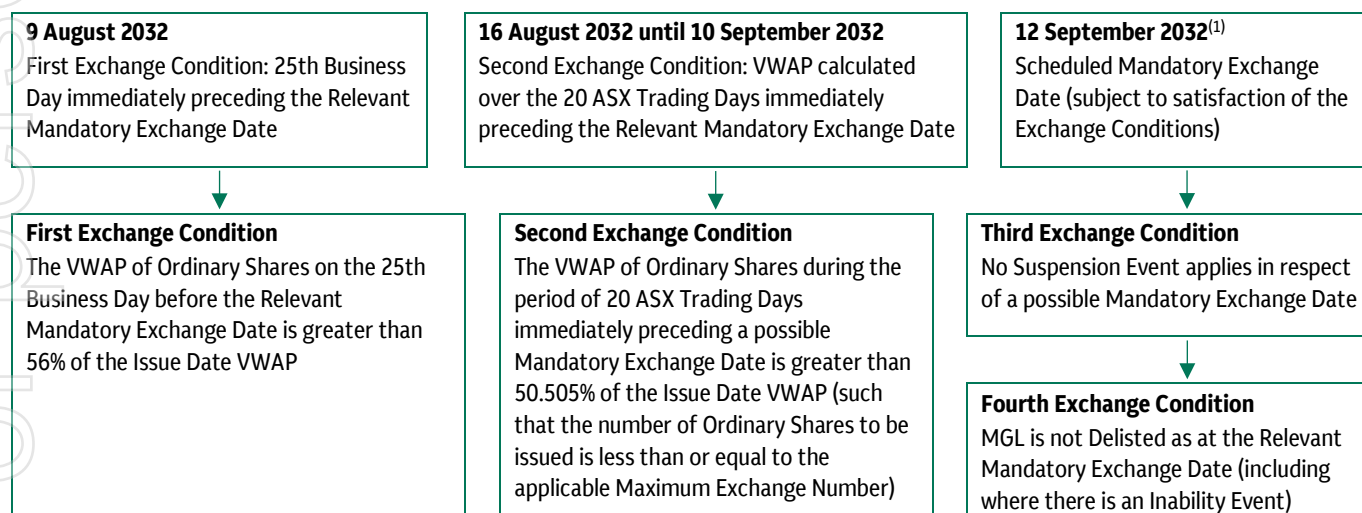 9 August 2032
First Exchange Condition: 25th Business
Day immediately preceding the Relevant
Mandatory Exchange Date
16 August 2032 until 10 September 2032
Second Exchange Condition: VWAP calculated
over the 20 ASX Trading Days immediately
preceding the Relevant Mandatory Exchange Date
12 September 2032(1)
Scheduled Mandatory Exchange
Date (subject to satisfaction of the
Exchange Conditions)
First Exchange Condition
The VWAP of Ordinary Shares on the 25th
Business Day before the Relevant
Mandatory Exchange Date is greater than
56% of the Issue Date VWAP
Second Exchange Condition
The VWAP of Ordinary Shares during the
period of 20 ASX Trading Days
immediately preceding a possible
Mandatory Exchange Date is greater than
50.505% of the Issue Date VWAP (such
that the number of Ordinary Shares to be
issued is less than or equal to the
applicable Maximum Exchange Number)
Third Exchange Condition
No Suspension Event applies in respect
of a possible Mandatory Exchange Date
Fourth Exchange Condition
MGL is not Delisted as at the Relevant
Mandatory Exchange Date (including
where there is an Inability Event)